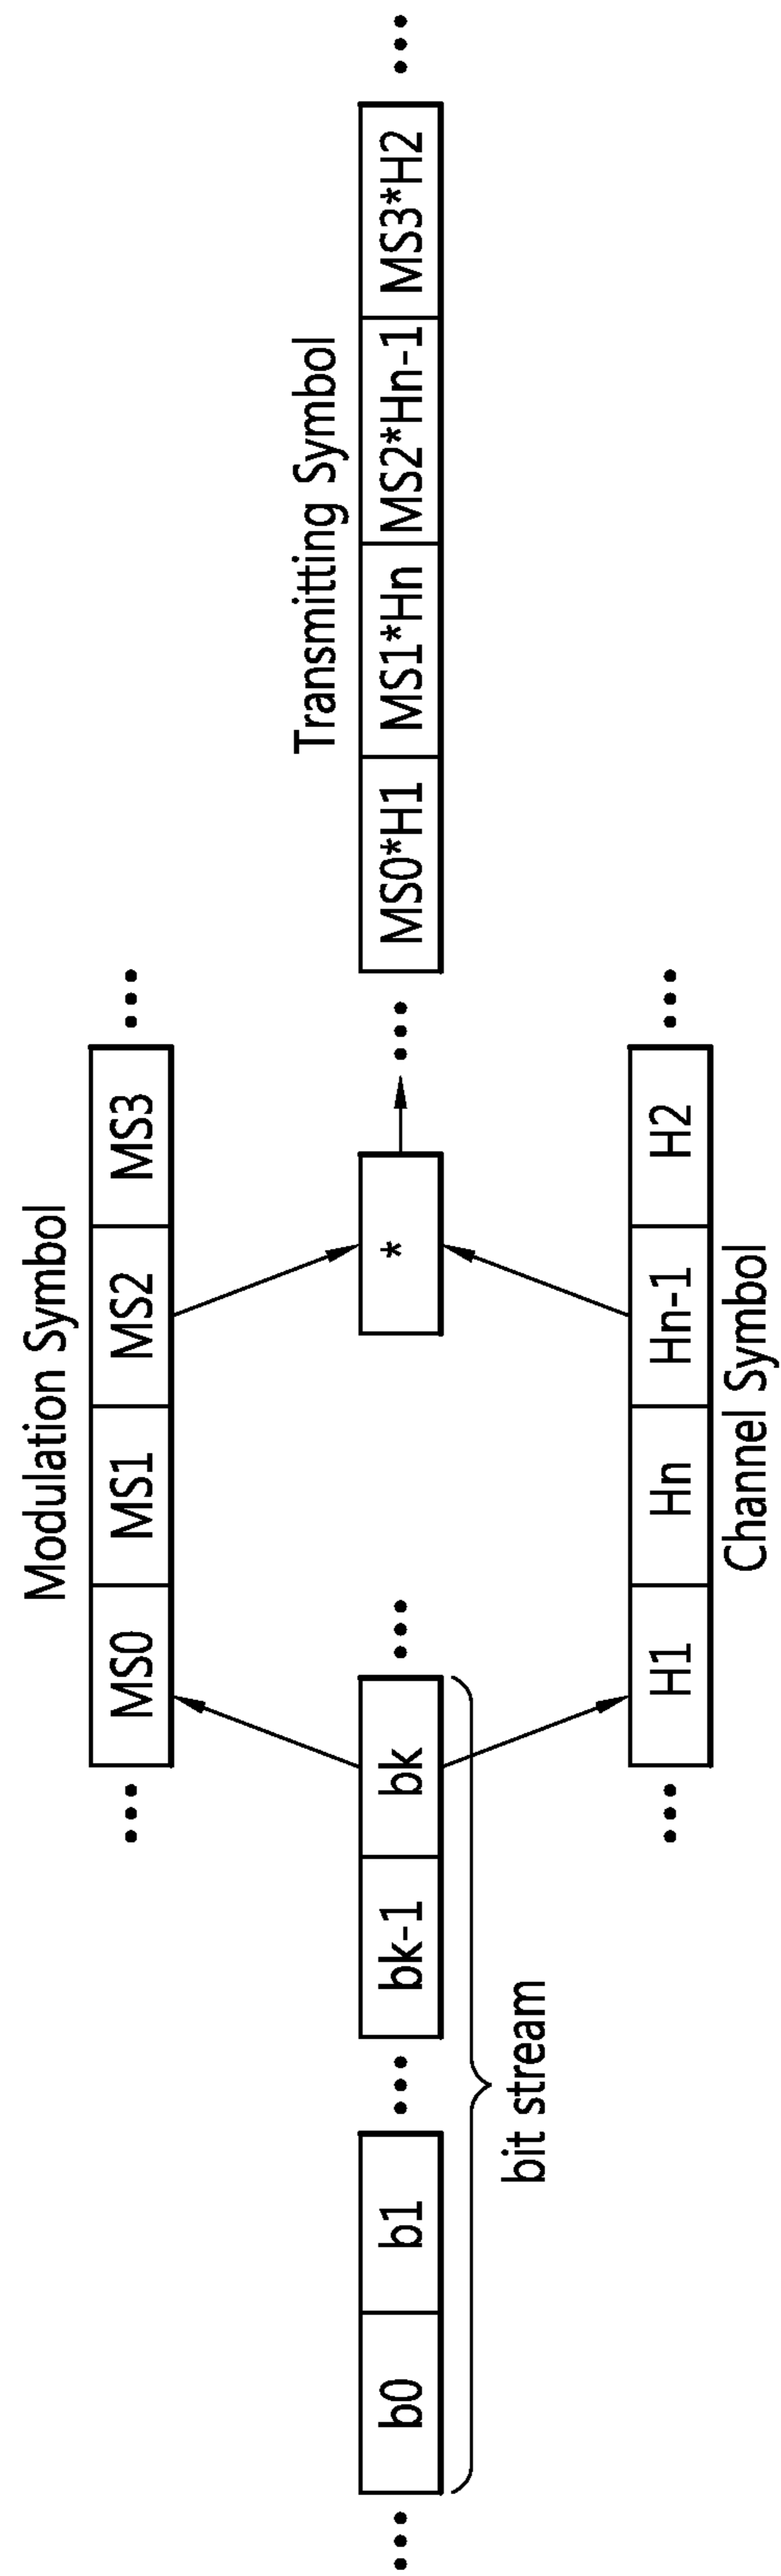 Modulation Symbol
MS0 MS1 MS2 MS3
b0 b1 ... bk-1 bk
bit stream
*
Transmitting Symbol
MS0*H1 MS1*Hn MS2*Hn-1 MS3*H2
H1 Hn Hn-1 H2
Channel Symbol